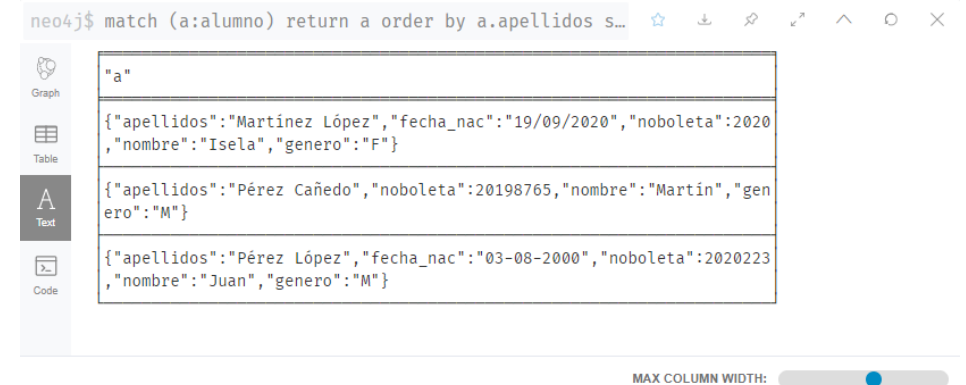 neo4j$ match (a:alumno) return a order by a.apellidos s…
Graph
Table
A
Text
Code
"a"
{"apellidos":"Martínez López","fecha_nac":"19/09/2020","noboleta":2020
,"nombre":"Isela","genero":"F"}
{"apellidos":"Pérez Cañedo","noboleta":20198765,"nombre":"Martín","gen
ero":"M"}
{"apellidos":"Pérez López","fecha_nac":"03-08-2000","noboleta":2020223
,"nombre":"Juan","genero":"M"}
MAX COLUMN WIDTH: